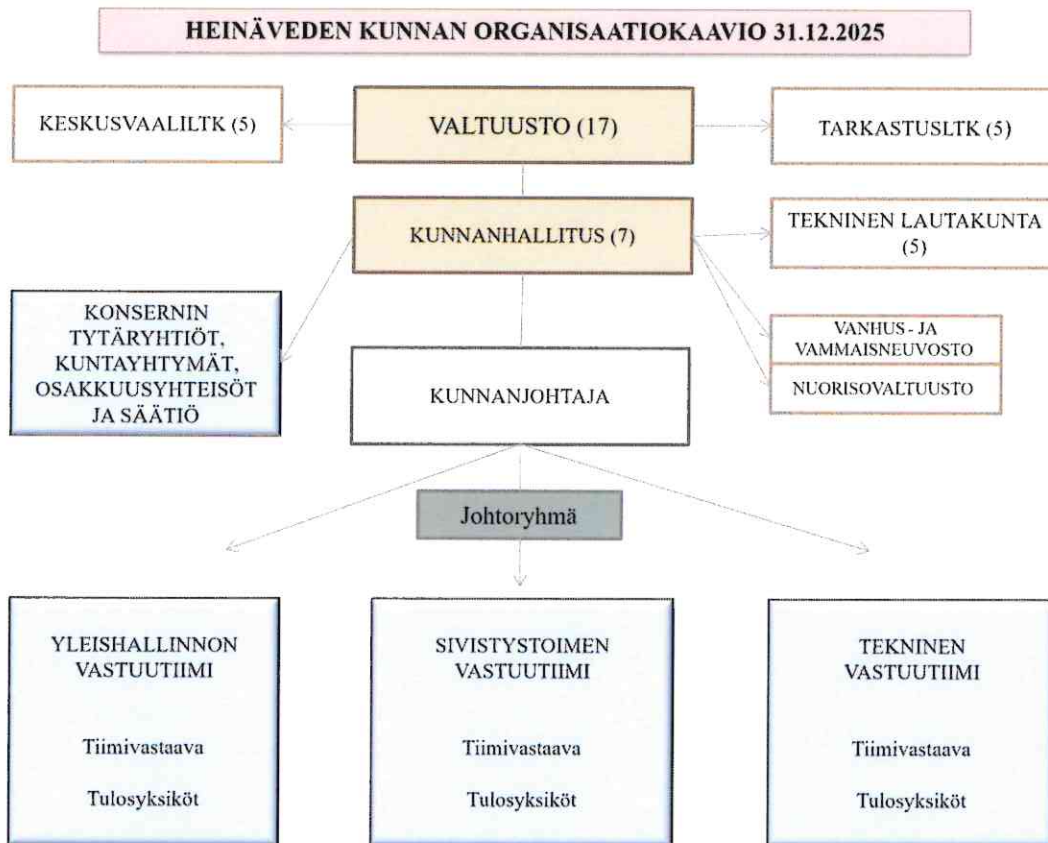 HEINÄVEDEN KUNNAN ORGANISAATIOKAAVIO 31.12.2025
KESKUSVAALILTK (5)
VALTUUSTO (17)
TARKASTUSLTK (5)
KUNNANHALLITUS (7)
TEKNINEN LAUTAKUNTA
(5)
KONSERNIN
TYTÄRYHTIÖT,
KUNTAYHTYMÄT,
OSAKKUUSYHTEISÖT
JA SÄÄTIÖ
KUNNANJOHTAJA
VANHUS - JA
VAMMAISNEUVOSTO
NUORISOVALTUUSTO
Johtoryhmä
YLEISHALLINNON
VASTUUTIIMI
Tiimivastaava
Tulosyksiköt
SIVISTYSTOIMEN
VASTUUTIIMI
Tiimivastaava
Tulosyksiköt
TEKNINEN
VASTUUTIIMI
Tiimivastaava
Tulosyksiköt